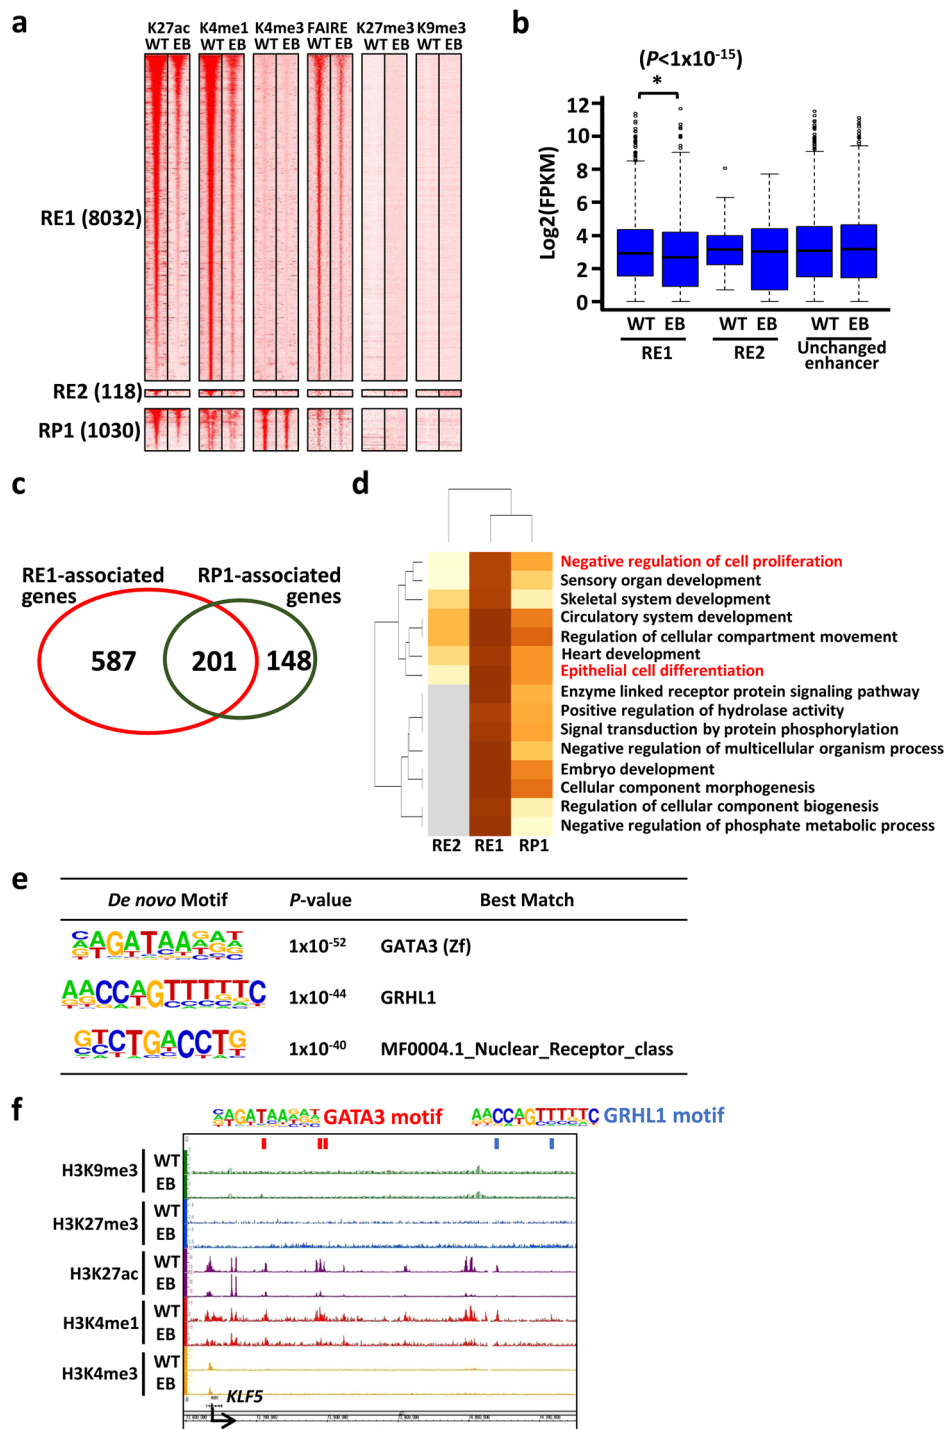 a
K27ac K4me1 K4me3 FAIRE K27me3 K9me3
WT EB WT EB WT EB WT EB WT EB WT EB
RE1 (8032)
RE2 (118)
RP1 (1030)
b
(P<1x10-15)
*
Log2(FPKM)
12
10
8
6
4
2
0
WT EB WT EB WT EB
RE1 RE2 Unchanged
enhancer
c
RE1-associated
genes
RP1-associated
genes
587 201 148
d
Negative regulation of cell proliferation
Sensory organ development
Skeletal system development
Circulatory system development
Regulation of cellular compartment movement
Heart development
Epithelial cell differentiation
Enzyme linked receptor protein signaling pathway
Positive regulation of hydrolase activity
Signal transduction by protein phosphorylation
Negative regulation of multicellular organism process
Embryo development
Cellular component morphogenesis
Regulation of cellular component biogenesis
Negative regulation of phosphate metabolic process
RE2 RE1 RP1
e
De novo Motif P-value Best Match
1x10-52 GATA3 (Zf)
1x10-44 GRHL1
1x10-40 MF0004.1_Nuclear_Receptor_class
f
GATA3 motif GRHL1 motif
H3K9me3 WT
EB
H3K27me3 WT
EB
H3K27ac WT
EB
H3K4me1 WT
EB
H3K4me3 WT
EB
KLF5